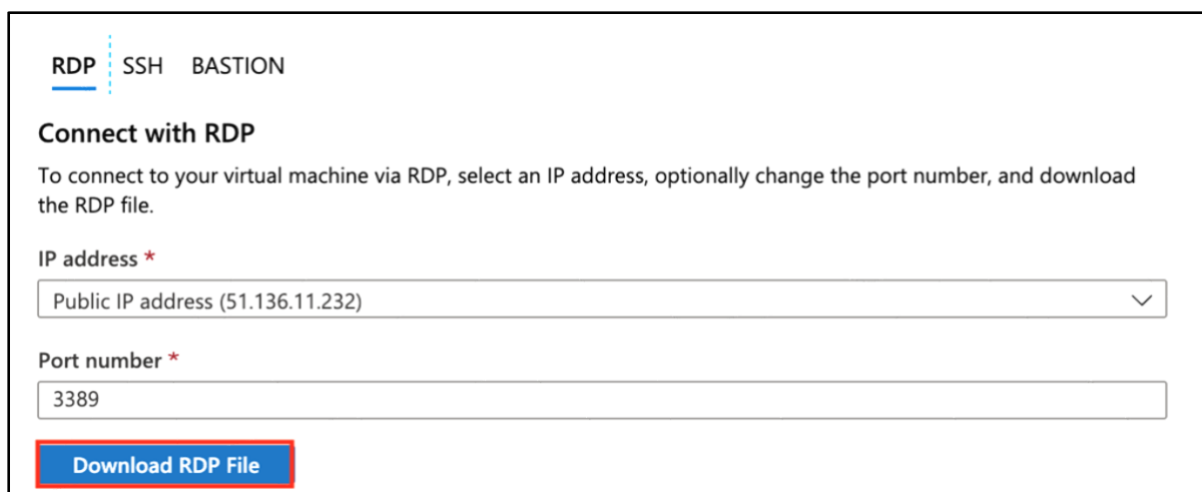 RDP SSH BASTION
Connect with RDP
To connect to your virtual machine via RDP, select an IP address, optionally change the port number, and download
the RDP file.
IP address *
Public IP address (51.136.11.232)
Port number *
3389
Download RDP File